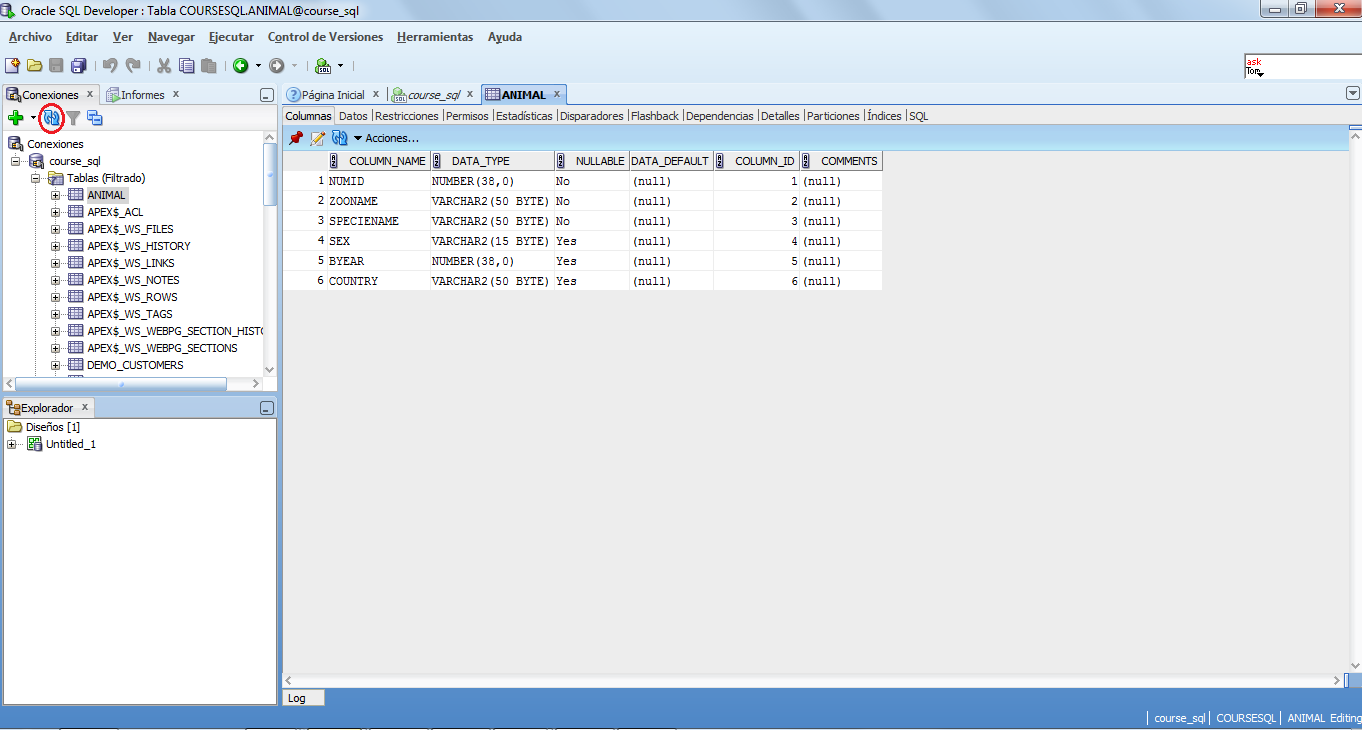 Oracle SQL Developer : Tabla COURSESQL.ANIMAL@course_sql
Archivo Editar Ver Navegar Ejecutar Control de Versiones Herramientas Ayuda
ask
Tom
Conexiones x Informes x
Conexiones
course_sql
Tablas (Filtrado)
ANIMAL
APEX$_ACL
APEX$_WS_FILES
APEX$_WS_HISTORY
APEX$_WS_LINKS
APEX$_WS_NOTES
APEX$_WS_ROWS
APEX$_WS_TAGS
APEX$_WS_WEBPG_SECTION_HISTO
APEX$_WS_WEBPG_SECTIONS
DEMO_CUSTOMERS
Explorador x
Diseños [1]
Untitled_1
Página Inicial x course_sql x ANIMAL x
Columnas Datos Restricciones Permisos Estadísticas Disparadores Flashback Dependencias Detalles Particiones Índices SQL
Acciones...
COLUMN_NAME DATA_TYPE NULLABLE DATA_DEFAULT COLUMN_ID COMMENTS
1 NUMID NUMBER(38,0) No (null) 1 (null)
2 ZOONAME VARCHAR2(50 BYTE) No (null) 2 (null)
3 SPECIENAME VARCHAR2(50 BYTE) No (null) 3 (null)
4 SEX VARCHAR2(15 BYTE) Yes (null) 4 (null)
5 BYEAR NUMBER(38,0) Yes (null) 5 (null)
6 COUNTRY VARCHAR2(50 BYTE) Yes (null) 6 (null)
Log
course_sql COURSESQL ANIMAL Editing